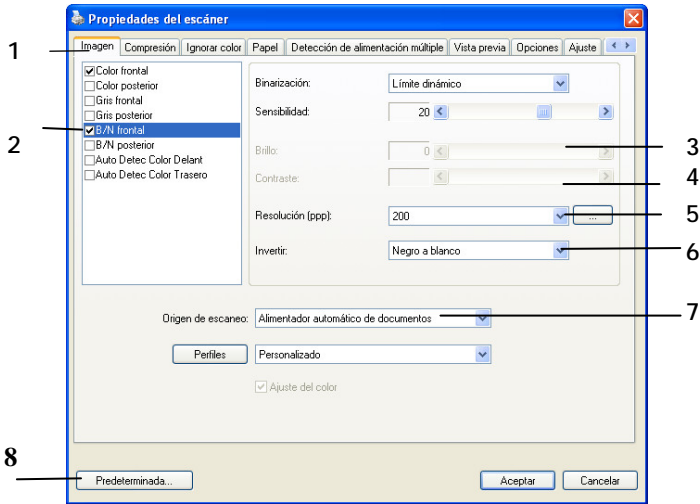 Propiedades del escáner
1
Imagen Compresión Ignorar color Papel Detección de alimentación múltiple Vista previa Opciones Ajuste
Color frontal
Color posterior
Gris frontal
Gris posterior
2
B/N frontal
B/N posterior
Auto Detec Color Delant
Auto Detec Color Trasero
Binarización: Límite dinámico
Sensibilidad: 20
Brillo: 0
3
Contraste:
4
Resolución (ppp): 200 ...
5
Invertir: Negro a blanco
6
Origen de escaneo: Alimentador automático de documentos
7
Perfiles Personalizado
Ajuste del color
8
Predeterminada... Aceptar Cancelar